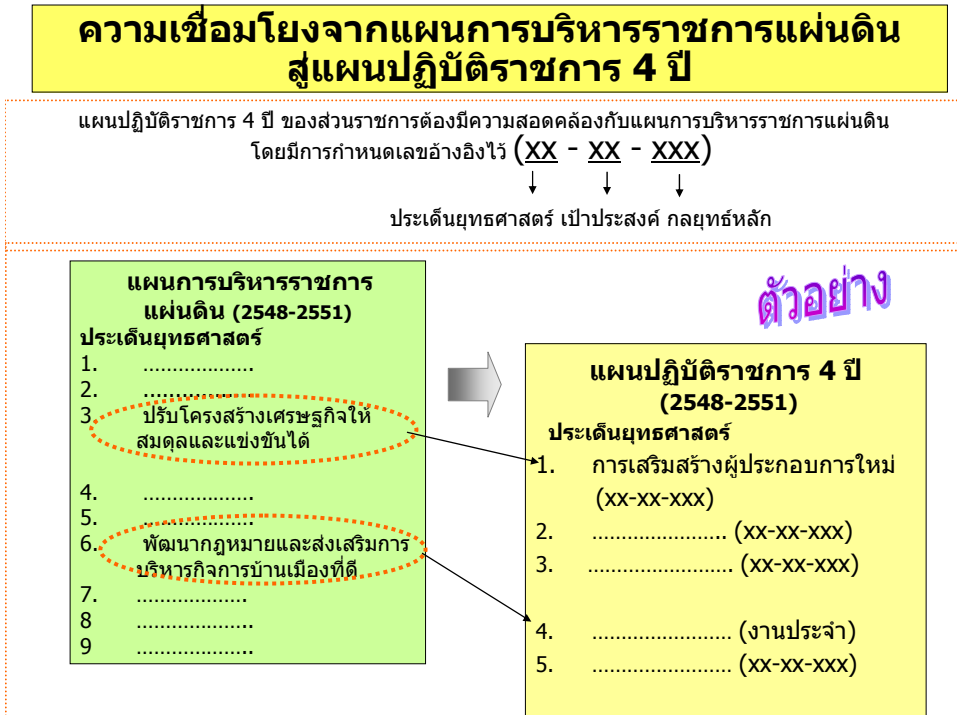 ความเชื่อมโยงจากแผนการบริหารราชการแผ่นดิน
สู่แผนปฏิบัติราชการ 4 ปี
แผนปฏิบัติราชการ 4 ปี ของส่วนราชการต้องมีความสอดคล้องกับแผนการบริหารราชการแผ่นดิน
โดยมีการกำหนดเลขอ้างอิงไว้ (xx - xx - xxx)
ประเด็นยุทธศาสตร์ เป้าประสงค์ กลยุทธ์หลัก
แผนการบริหารราชการ
แผ่นดิน (2548-2551)
ประเด็นยุทธศาสตร์
1. ……………….
2. ……………….
3. ปรับโครงสร้างเศรษฐกิจให้
สมดุลและแข่งขันได้
4. ……………….
5. ……………….
6. พัฒนากฎหมายและส่งเสริมการ
บริหารกิจการบ้านเมืองที่ดี
7. ……………….
8 ………………..
9 ………………..
ตัวอย่าง
แผนปฏิบัติราชการ 4 ปี
(2548-2551)
ประเด็นยุทธศาสตร์
1. การเสริมสร้างผู้ประกอบการใหม่
(xx-xx-xxx)
2. …………………. (xx-xx-xxx)
3. …………………… (xx-xx-xxx)
4. …………………… (งานประจำ)
5. …………………… (xx-xx-xxx)